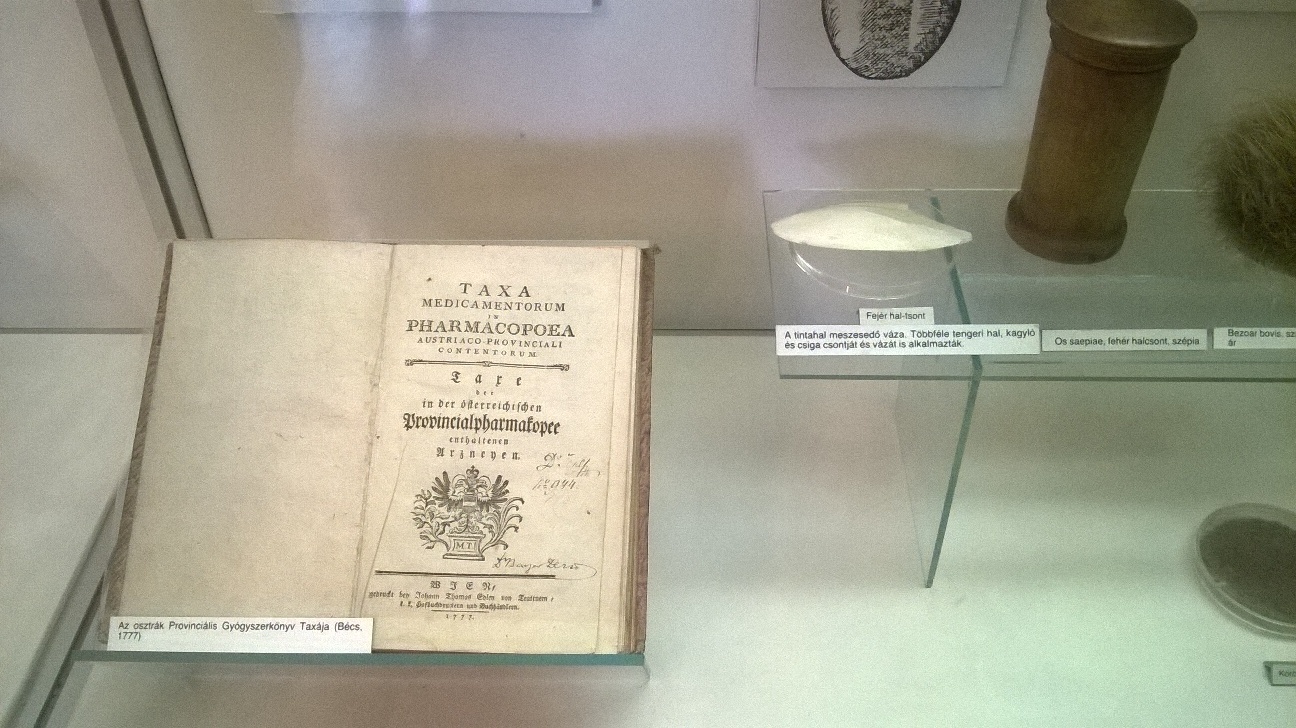 TAXA
MEDICAMENTORUM
IN
PHARMACOPOEA
AUSTRIACO-PROVINCIALI
CONTENTORUM.
Taxe
der
in der österreichischen
Provincialpharmakopee
enthaltenen
Arzneyen.
M.T.
WIEN,
gedruckt bey Johann Thomas Edlen von Trattnern,
k. k. Hofbuchdruckern und Buchhändlern.
1777.
Az osztrák Provinciális Gyógyszerkönyv Taxája (Bécs,
1777)
Fejér hal-tsont
A tintahal meszesedő váza. Többféle tengeri hal, kagyló
és csiga csontját és vázát is alkalmazták.
Os saepiae, fehér halcsont, szépia
Bezoar bovis, sz
ár